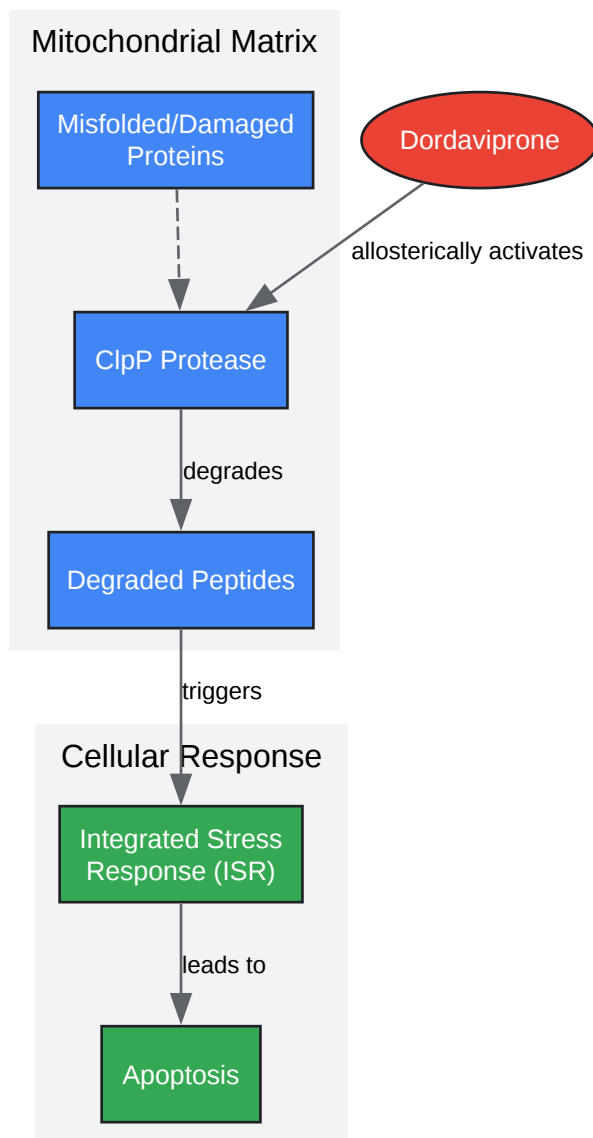 Mitochondrial Matrix
Misfolded/Damaged
Proteins
Dordaviprone
allosterically activates
ClpP Protease
degrades
Degraded Peptides
triggers
Cellular Response
Integrated Stress
Response (ISR)
leads to
Apoptosis